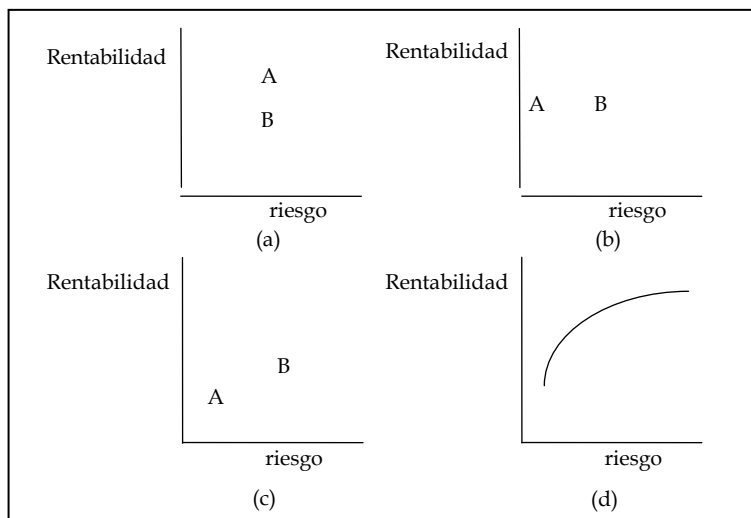 Rentabilidad
A
B
riesgo
(a)
Rentabilidad
A B
riesgo
(b)
Rentabilidad
B
A
riesgo
(c)
Rentabilidad
riesgo
(d)